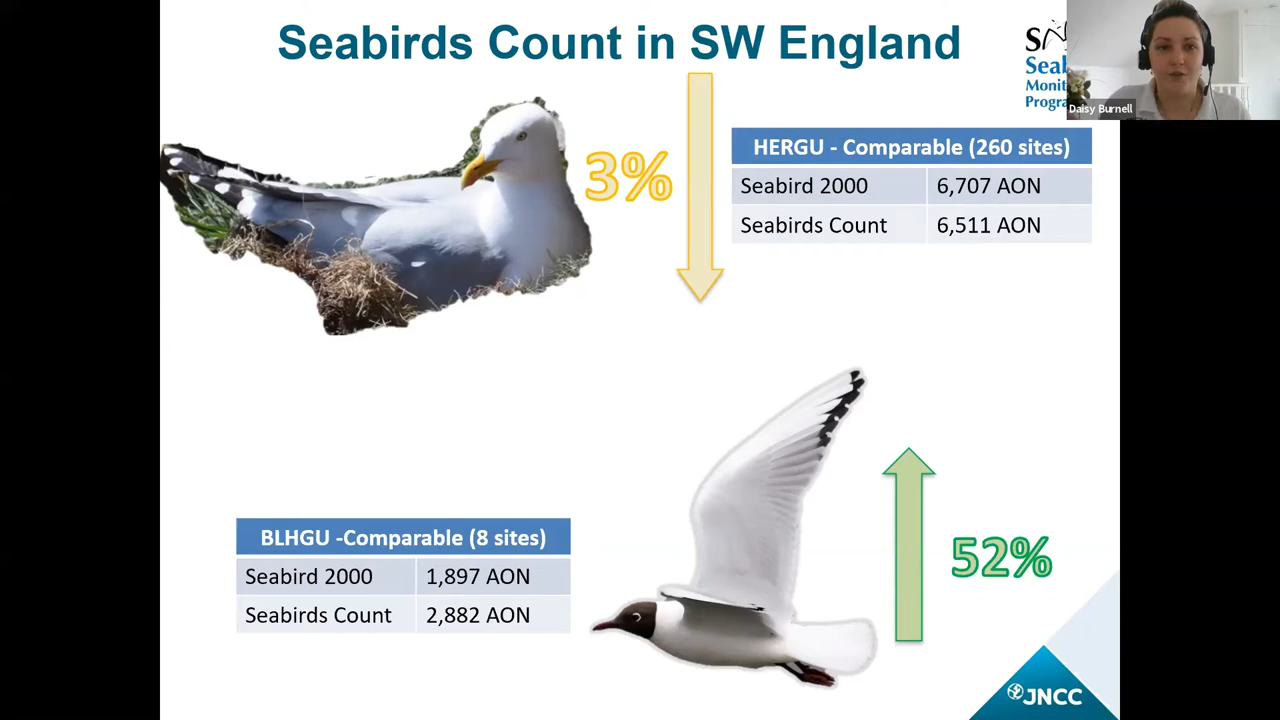 Seabirds Count in SW England
Seab
Monit
Progra
Daisy Burnell
3%
HERGU - Comparable (260 sites)
Seabird 2000 6,707 AON
Seabirds Count 6,511 AON
BLHGU -Comparable (8 sites)
Seabird 2000 1,897 AON
Seabirds Count 2,882 AON
52%
JNCC